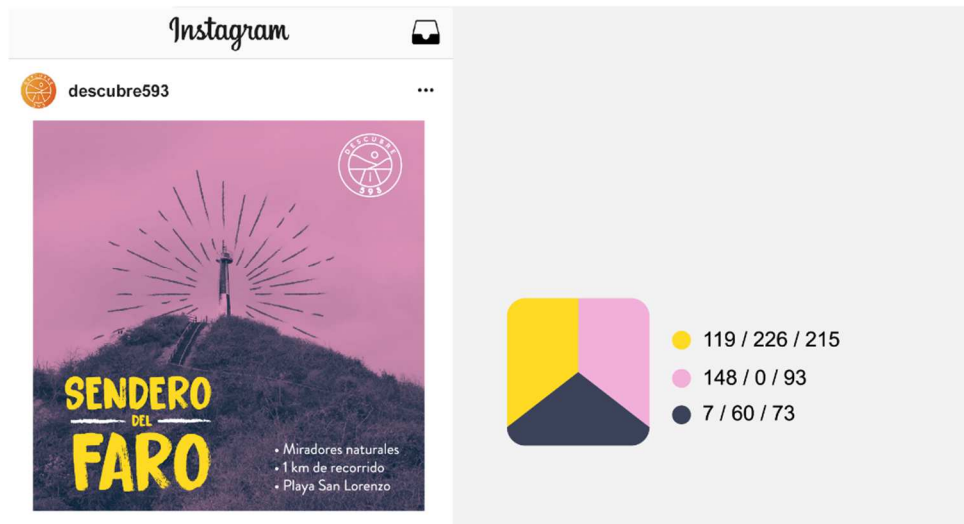 Instagram
descubre593
DESCUBRE
593
SENDERO
DEL
FARO
• Miradores naturales
• 1 km de recorrido
• Playa San Lorenzo
119 / 226 / 215
148 / 0 / 93
7 / 60 / 73